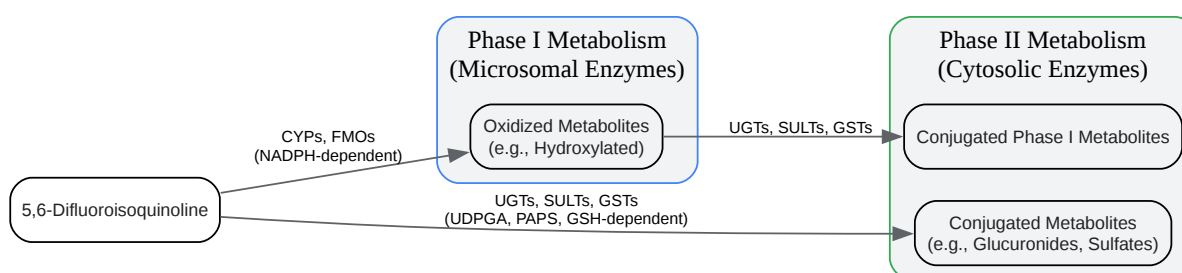 Phase I Metabolism
(Microsomal Enzymes)
Phase II Metabolism
(Cytosolic Enzymes)
CYPs, FMOs
(NADPH-dependent)
Oxidized Metabolites
(e.g., Hydroxylated)
UGTs, SULTs, GSTs
Conjugated Phase I Metabolites
5,6-Difluoroisoquinoline
UGTs, SULTs, GSTs
(UDPGA, PAPS, GSH-dependent)
Conjugated Metabolites
(e.g., Glucuronides, Sulfates)